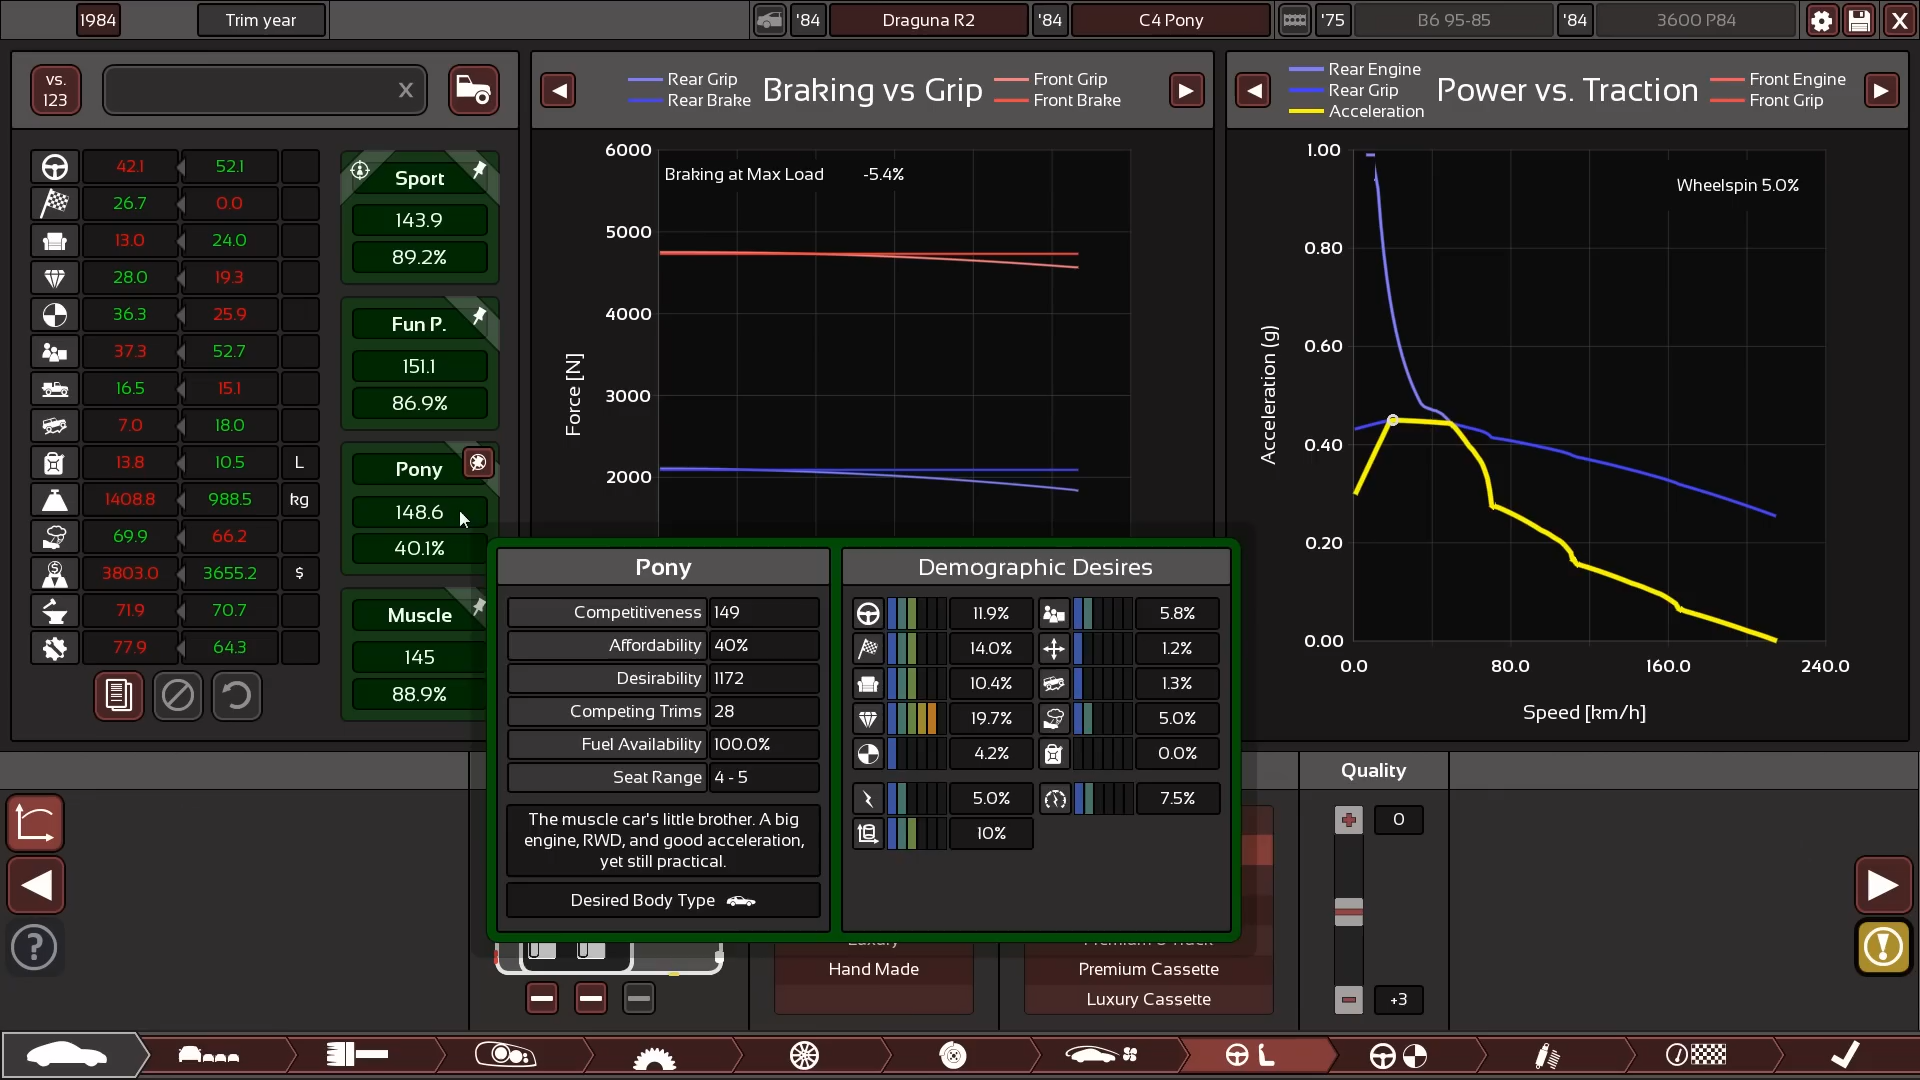 1984
Trim year
'84
Draguna R2
'84
C4 Pony
'75
B6 95-85
'84
3600 P84
X
vs.
123
x
42.1 52.1
26.7 0.0
13.0 24.0
28.0 19.3
36.3 25.9
37.3 52.7
16.5 15.1
7.0 18.0
13.8 10.5 L
1408.8 988.5 kg
69.9 66.2
3803.0 3655.2 $
71.9 70.7
77.9 64.3
Sport
143.9
89.2%
Fun P.
151.1
86.9%
Pony
148.6
40.1%
Muscle
145
88.9%
Rear Grip
Rear Brake
Braking vs Grip
Front Grip
Front Brake
Braking at Max Load -5.4%
6000
5000
4000
3000
2000
Force [N]
Rear Engine
Rear Grip
Acceleration
Power vs. Traction
Front Engine
Front Grip
Wheelspin 5.0%
1.00
0.80
0.60
0.40
0.20
0.00
Acceleration (g)
0.0 80.0 160.0 240.0
Speed [km/h]
Pony
Competitiveness 149
Affordability 40%
Desirability 1172
Competing Trims 28
Fuel Availability 100.0%
Seat Range 4 - 5
The muscle car's little brother. A big
engine, RWD, and good acceleration,
yet still practical.
Desired Body Type
Demographic Desires
11.9% 5.8%
14.0% 1.2%
10.4% 1.3%
19.7% 5.0%
4.2% 0.0%
5.0% 7.5%
10%
Luxury
Hand Made
Premium Cassette
Luxury Cassette
Quality
0
+3
?